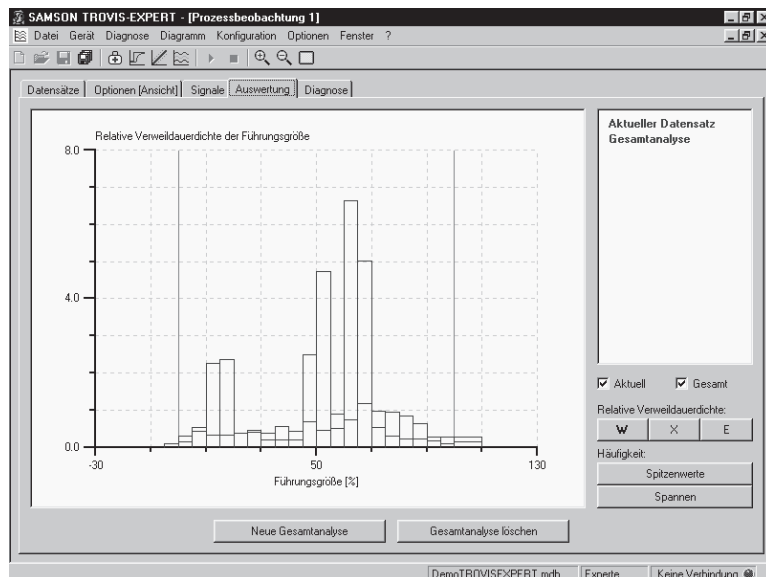 SAMSON TROVIS-EXPERT - [Prozessbeobachtung 1]
Datei Gerät Diagnose Diagramm Konfiguration Optionen Fenster ?
Datensätze Optionen [Ansicht] Signale Auswertung Diagnose
Relative Verweildauerdichte der Führungsgröße
8.0
4.0
0.0
-30 50 130
Führungsgröße [%]
Aktueller Datensatz
Gesamtanalyse
Aktuell Gesamt
Relative Verweildauerdichte:
W X E
Häufigkeit:
Spitzenwerte
Spannen
Neue Gesamtanalyse Gesamtanalyse löschen
DemoTROVISEXPERT.mdb Experte Keine Verbindung